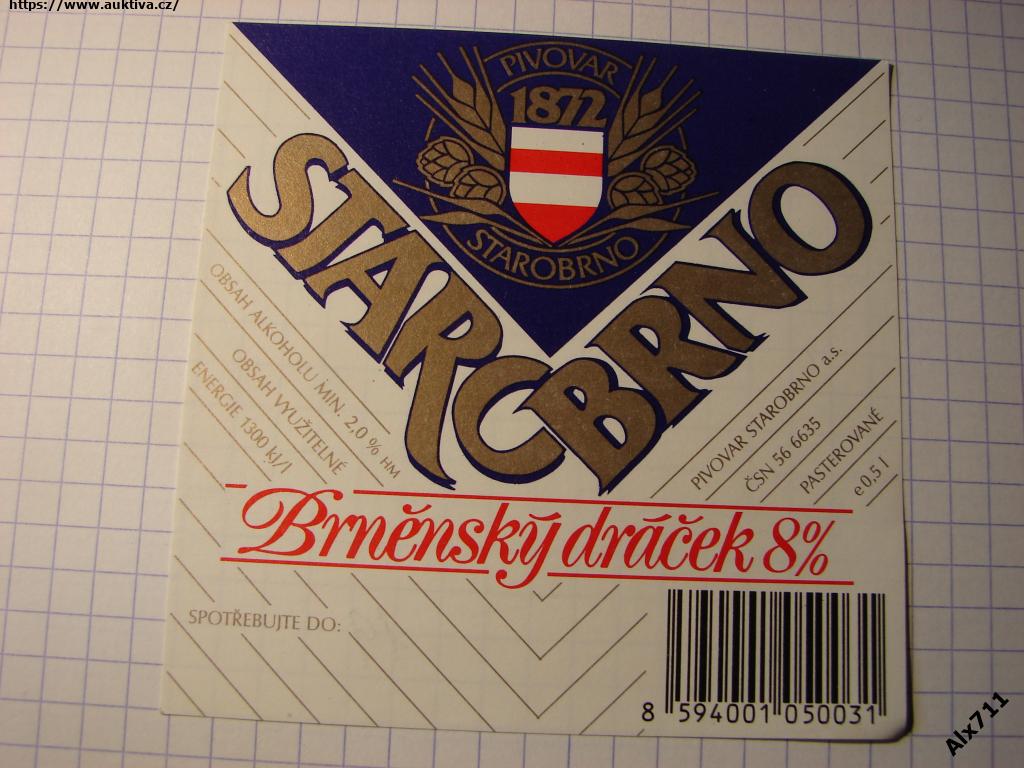 https://www.auktiva.cz/
PIVOVAR
1872
STAROBRNO
STAROBRNO
OBSAH ALKOHOLU MIN. 2,0 % HM
OBSAH VYUŽITELNÉ
ENERGIE 1300 kJ/l
PIVOVAR STAROBRNO a.s.
ČSN 56 6635
PASTEROVANÉ
e 0,5 l
Brněnský dráček 8%
SPOTŘEBUJTE DO:
8 594001 050031
Alx711